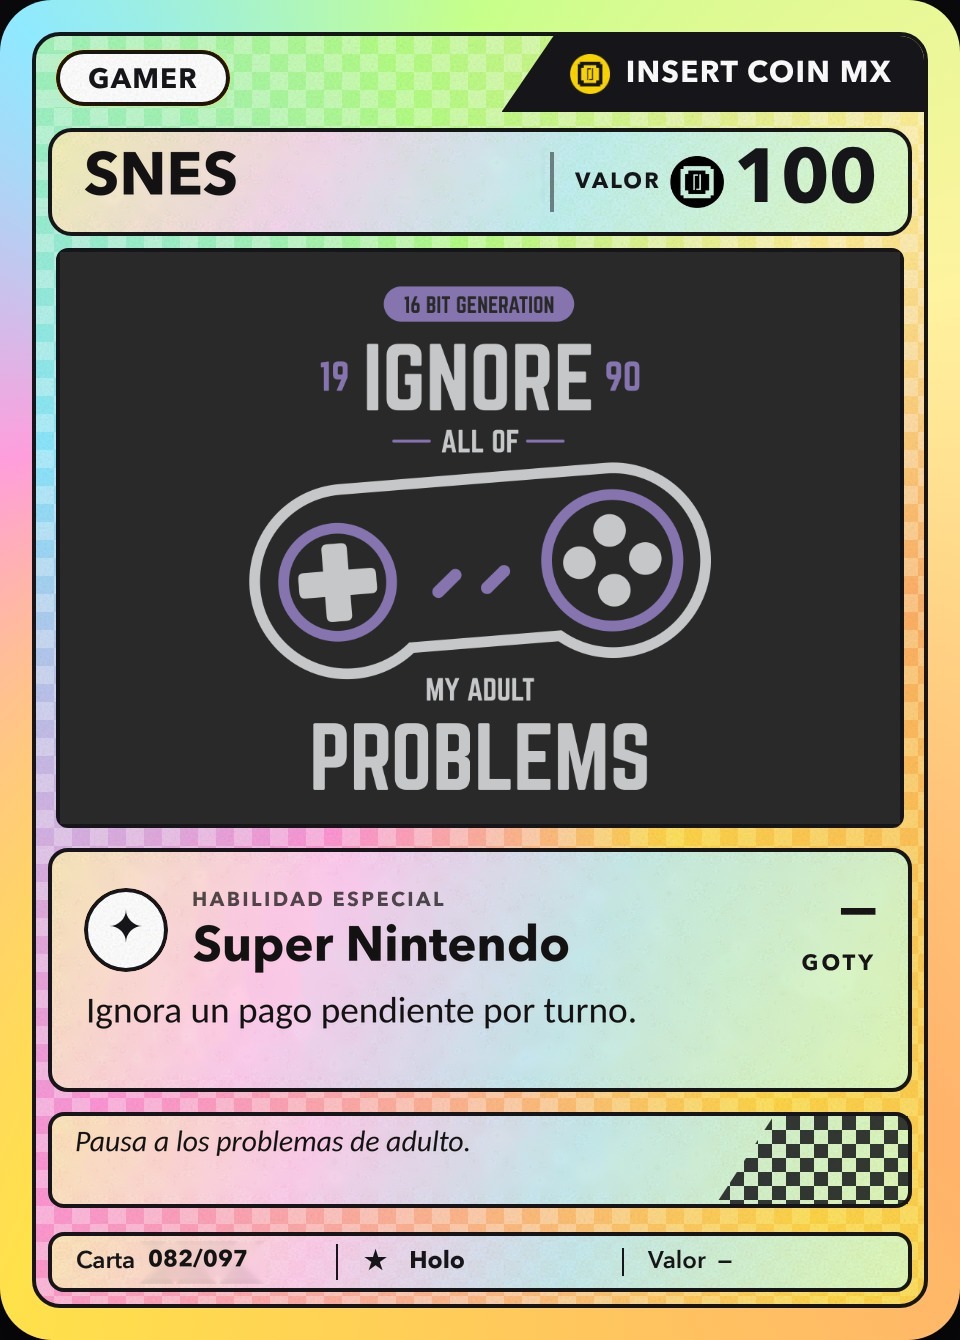 GAMER
INSERT COIN MX
SNES
VALOR 100
16 BIT GENERATION
19 IGNORE 90
ALL OF
MY ADULT
PROBLEMS
HABILIDAD ESPECIAL
Super Nintendo
–
GOTY
Ignora un pago pendiente por turno.
Pausa a los problemas de adulto.
Carta 082/097 ★ Holo Valor –